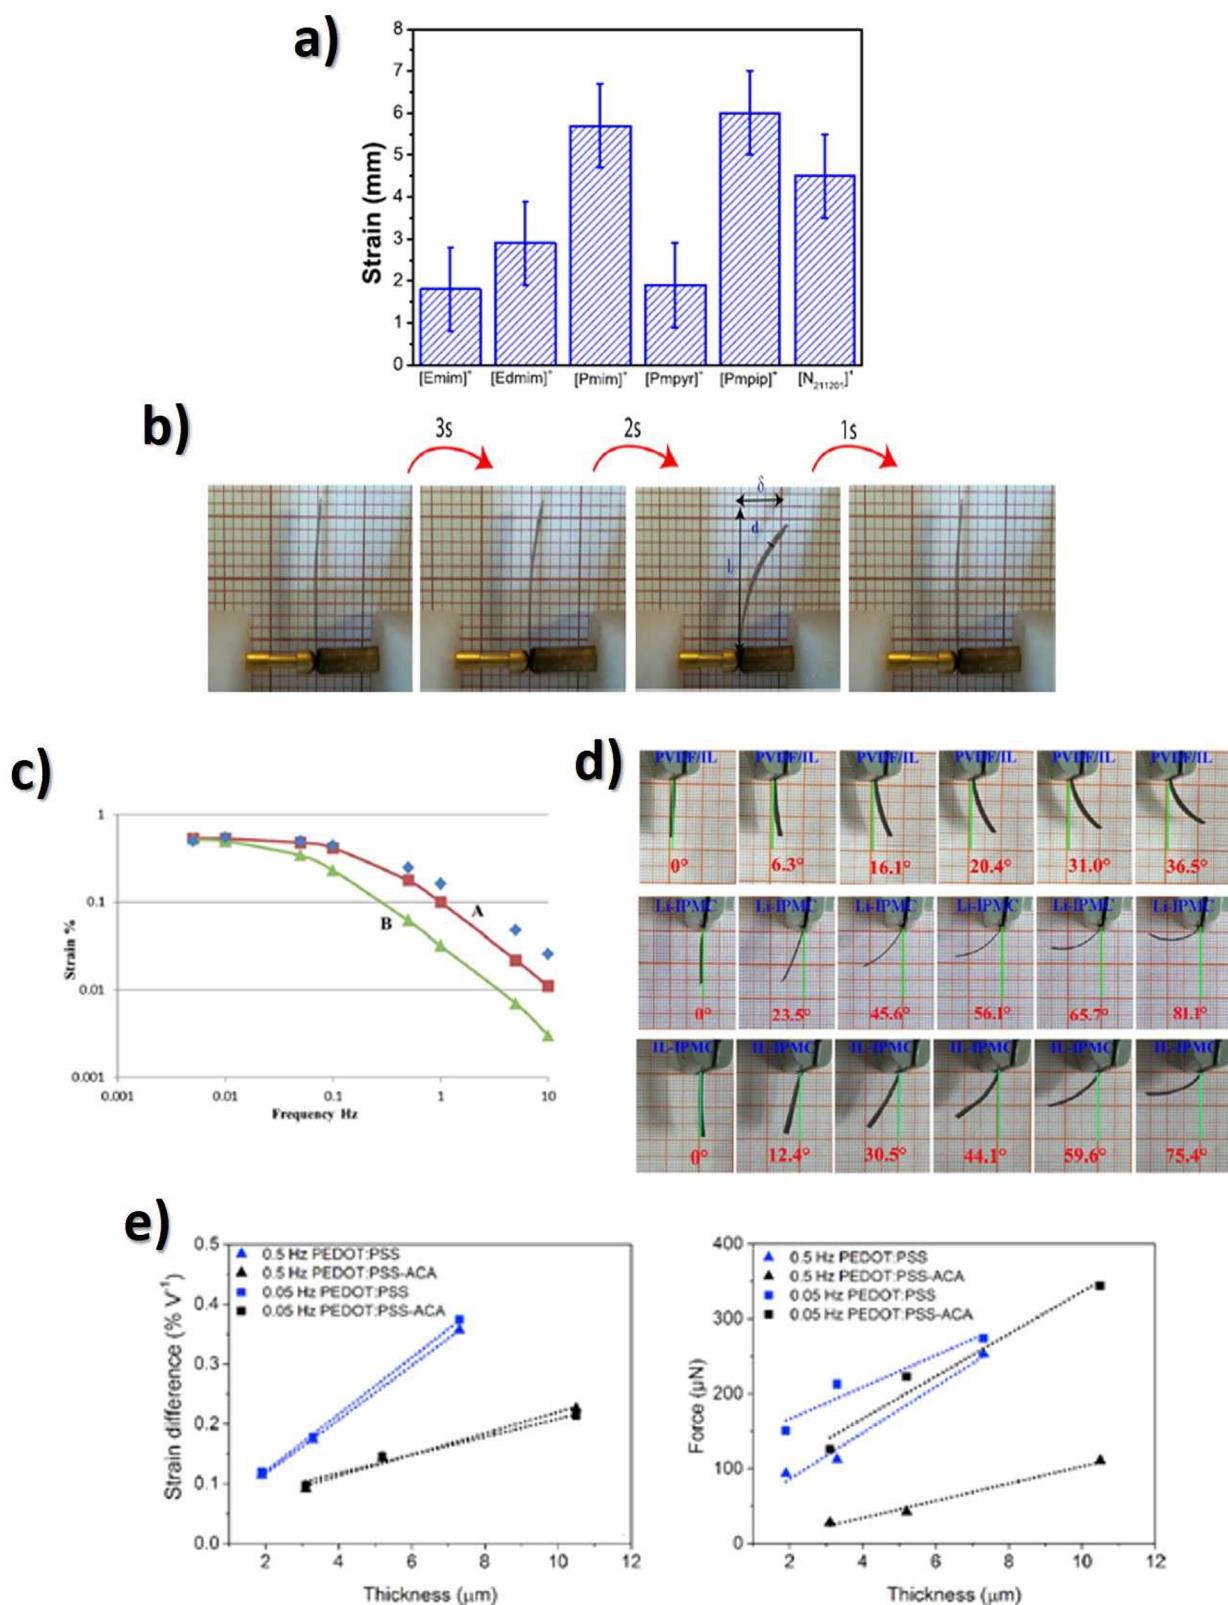 a)
8
7
6
5
4
3
2
1
0
Strain (mm)
[Emim]⁺ [Edmim]⁺ [Pmim]⁺ [Pmpyr]⁺ [Pmpip]⁺ [N₂₁₁₂₀₁]⁺
b)
3s 2s 1s
δ
d
L
c)
1
0.1
0.01
0.001
Strain %
A
B
0.001 0.01 0.1 1 10
Frequency Hz
d)
PVDF/IL PVDF/IL PVDF/IL PVDF/IL PVDF/IL PVDF/IL
0° 6.3° 16.1° 20.4° 31.0° 36.5°
Li-IPMC Li-IPMC Li-IPMC Li-IPMC Li-IPMC Li-IPMC
0° 23.5° 45.6° 56.1° 65.7° 81.1°
IL-IPMC IL-IPMC IL-IPMC IL-IPMC IL-IPMC IL-IPMC
0° 12.4° 30.5° 44.1° 59.6° 75.4°
e)
0.5
0.4
0.3
0.2
0.1
0.0
Strain difference (% V⁻¹)
0.5 Hz PEDOT:PSS
0.5 Hz PEDOT:PSS-ACA
0.05 Hz PEDOT:PSS
0.05 Hz PEDOT:PSS-ACA
2 4 6 8 10 12
Thickness (μm)
400
300
200
100
0
Force (μN)
0.5 Hz PEDOT:PSS
0.5 Hz PEDOT:PSS-ACA
0.05 Hz PEDOT:PSS
0.05 Hz PEDOT:PSS-ACA
2 4 6 8 10 12
Thickness (μm)